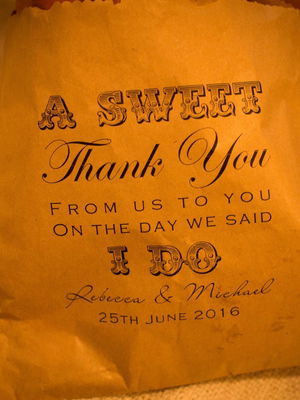 A SWEET
Thank You
FROM US TO YOU
ON THE DAY WE SAID
I DO
Rebecca & Michael
25TH JUNE 2016